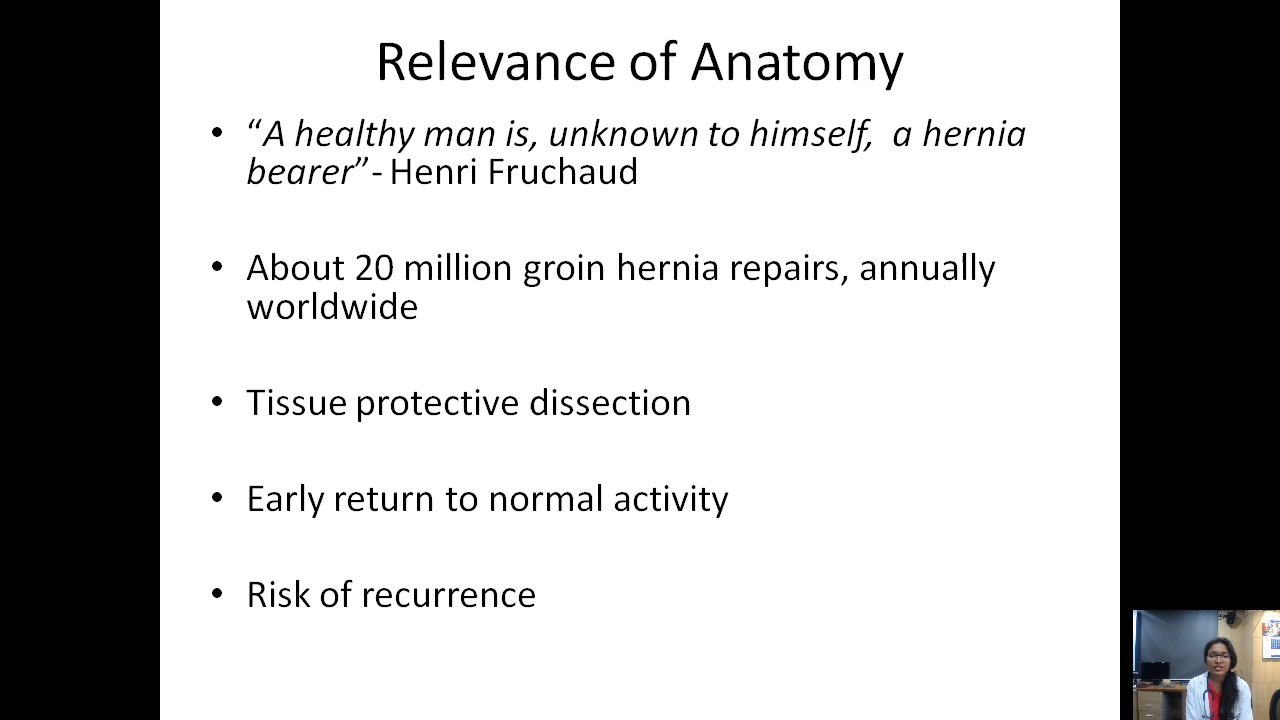 Relevance of Anatomy
• “A healthy man is, unknown to himself,  a hernia
bearer”- Henri Fruchaud
• About 20 million groin hernia repairs, annually
worldwide
• Tissue protective dissection
• Early return to normal activity
• Risk of recurrence